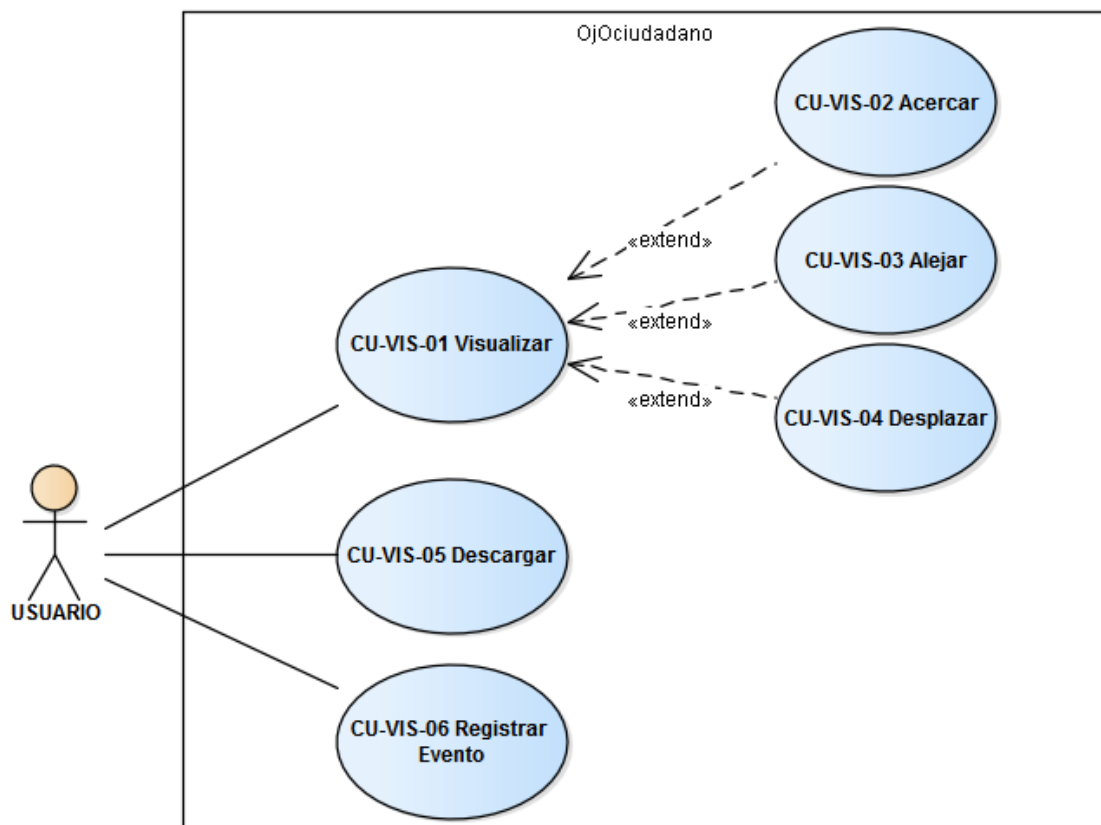 OjOciudadano
CU-VIS-02 Acercar
«extend»
CU-VIS-03 Alejar
«extend»
CU-VIS-01 Visualizar
«extend»
CU-VIS-04 Desplazar
CU-VIS-05 Descargar
USUARIO
CU-VIS-06 Registrar
Evento